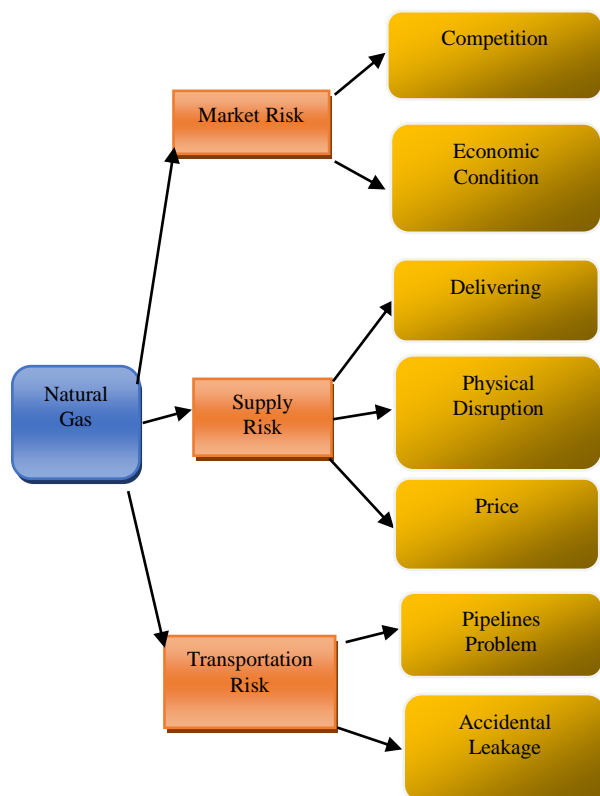 Competition
Market Risk
Economic
Condition
Delivering
Natural
Gas
Supply
Risk
Physical
Disruption
Price
Pipelines
Problem
Transportation
Risk
Accidental
Leakage